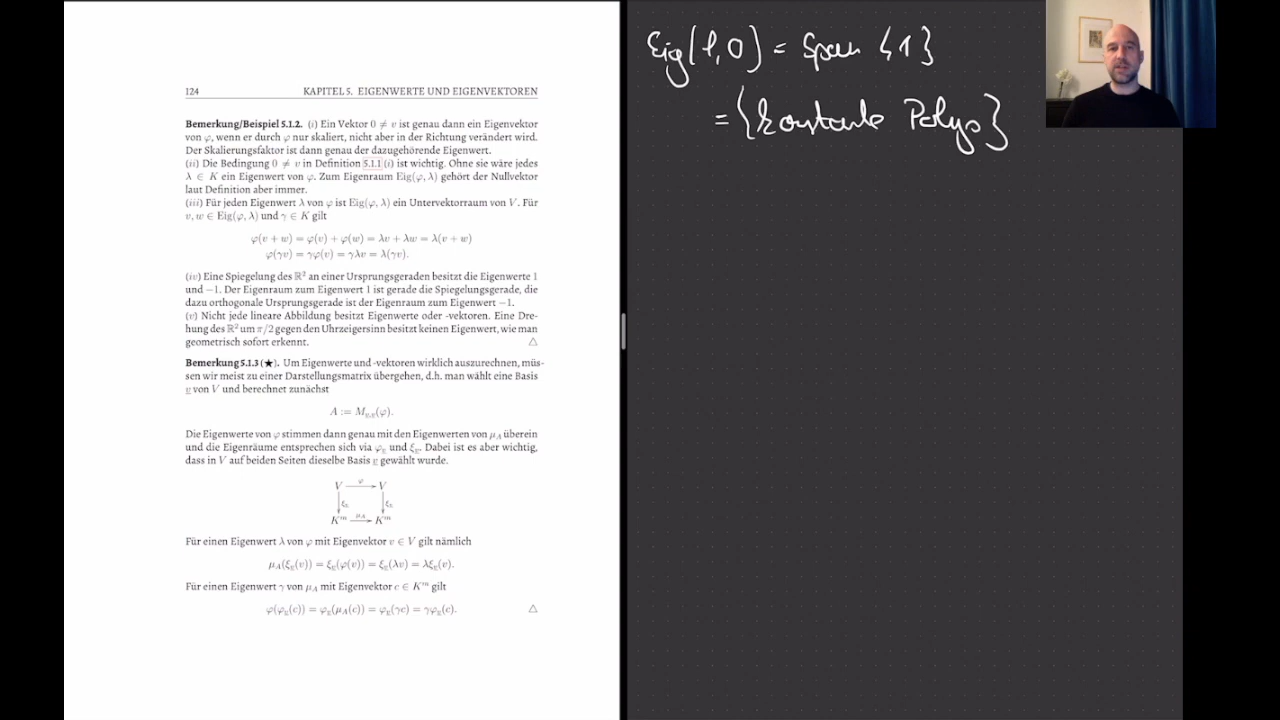 124 KAPITEL 5. EIGENWERTE UND EIGENVEKTOREN
Bemerkung/Beispiel 5.1.2. (i) Ein Vektor 0 ≠ v ist genau dann ein Eigenvektor
von φ, wenn er durch φ nur skaliert, nicht aber in der Richtung verändert wird.
Der Skalierungsfaktor ist dann genau der dazugehörende Eigenwert.
(ii) Die Bedingung 0 ≠ v in Definition 5.1.1 (i) ist wichtig. Ohne sie wäre jedes
λ ∈ K ein Eigenwert von φ. Zum Eigenraum Eig(φ, λ) gehört der Nullvektor
laut Definition aber immer.
(iii) Für jeden Eigenwert λ von φ ist Eig(φ, λ) ein Untervektorraum von V. Für
v, w ∈ Eig(φ, λ) und γ ∈ K gilt
φ(v + w) = φ(v) + φ(w) = λv + λw = λ(v + w)
φ(γv) = γφ(v) = γλv = λ(γv).
(iv) Eine Spiegelung des ℝ² an einer Ursprungsgeraden besitzt die Eigenwerte 1
und −1. Der Eigenraum zum Eigenwert 1 ist gerade die Spiegelungsgerade, die
dazu orthogonale Ursprungsgerade ist der Eigenraum zum Eigenwert −1.
(v) Nicht jede lineare Abbildung besitzt Eigenwerte oder -vektoren. Eine Dre-
hung des ℝ² um π/2 gegen den Uhrzeigersinn besitzt keinen Eigenwert, wie man
geometrisch sofort erkennt. △
Bemerkung 5.1.3 (★). Um Eigenwerte und -vektoren wirklich auszurechnen, müs-
sen wir meist zu einer Darstellungsmatrix übergehen, d.h. man wählt eine Basis
v von V und berechnet zunächst
A := M_{v,v}(φ).
Die Eigenwerte von φ stimmen dann genau mit den Eigenwerten von μ_A überein
und die Eigenräume entsprechen sich via φ_v und ξ_v. Dabei ist es aber wichtig,
dass in V auf beiden Seiten dieselbe Basis v gewählt wurde.
V φ V
ξ_v ξ_v
K^m μ_A K^m
Für einen Eigenwert λ von φ mit Eigenvektor v ∈ V gilt nämlich
μ_A(ξ_v(v)) = ξ_v(φ(v)) = ξ_v(λv) = λξ_v(v).
Für einen Eigenwert γ von μ_A mit Eigenvektor c ∈ K^m gilt
φ(φ_v(c)) = φ_v(μ_A(c)) = φ_v(γc) = γφ_v(c). △
Eig(φ, 0) = Span {1}
= {konstante Polys}